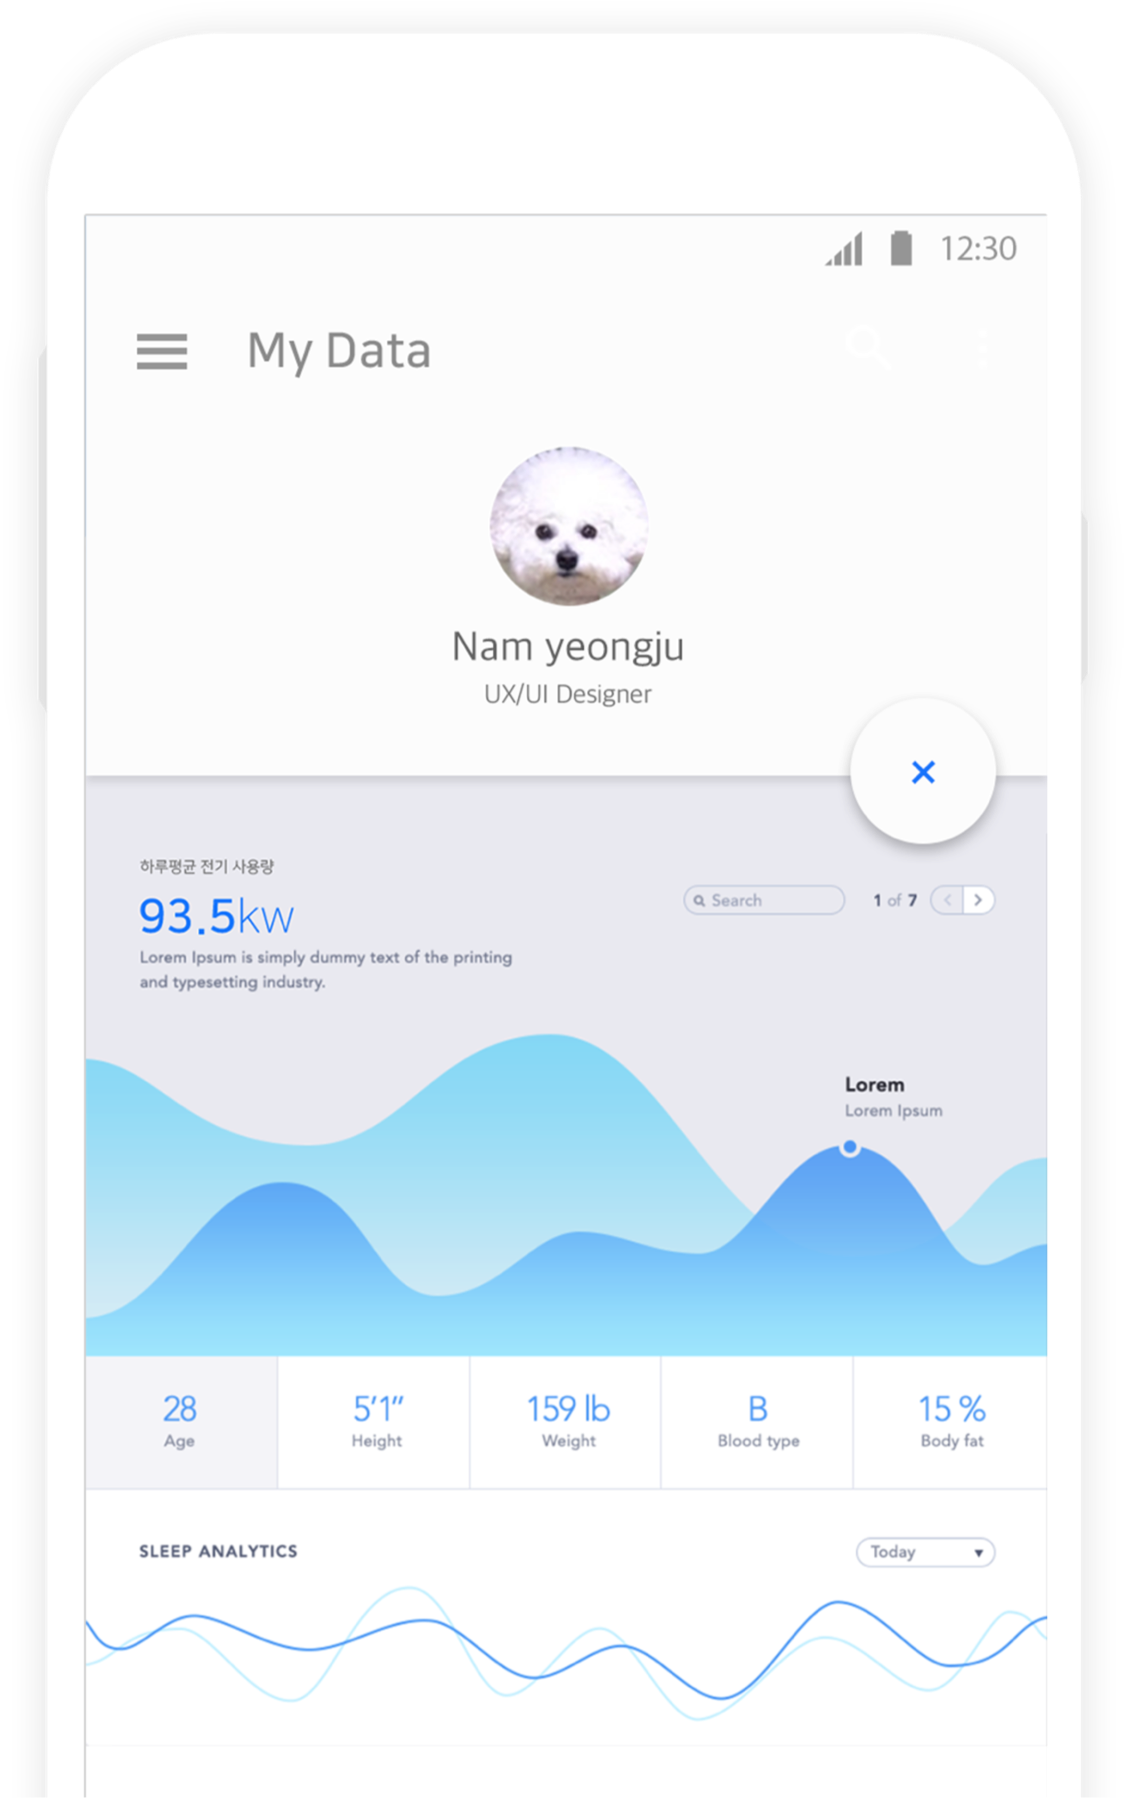 12:30
My Data
Nam yeongju
UX/UI Designer
하루평균 전기 사용량
93.5kw
Lorem Ipsum is simply dummy text of the printing
and typesetting industry.
Search
1 of 7
Lorem
Lorem Ipsum
28
Age
5'1"
Height
159 lb
Weight
B
Blood type
15 %
Body fat
SLEEP ANALYTICS
Today